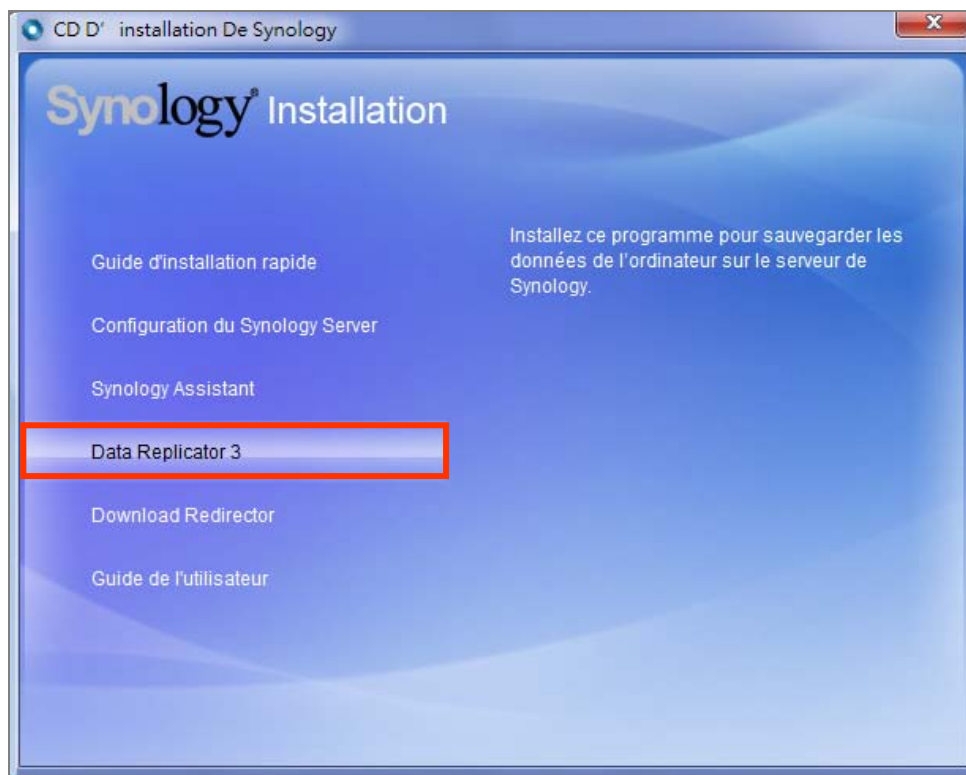 CD D' installation De Synology
Synology® Installation
Guide d'installation rapide
Configuration du Synology Server
Synology Assistant
Data Replicator 3
Download Redirector
Guide de l'utilisateur
Installez ce programme pour sauvegarder les
données de l'ordinateur sur le serveur de
Synology.